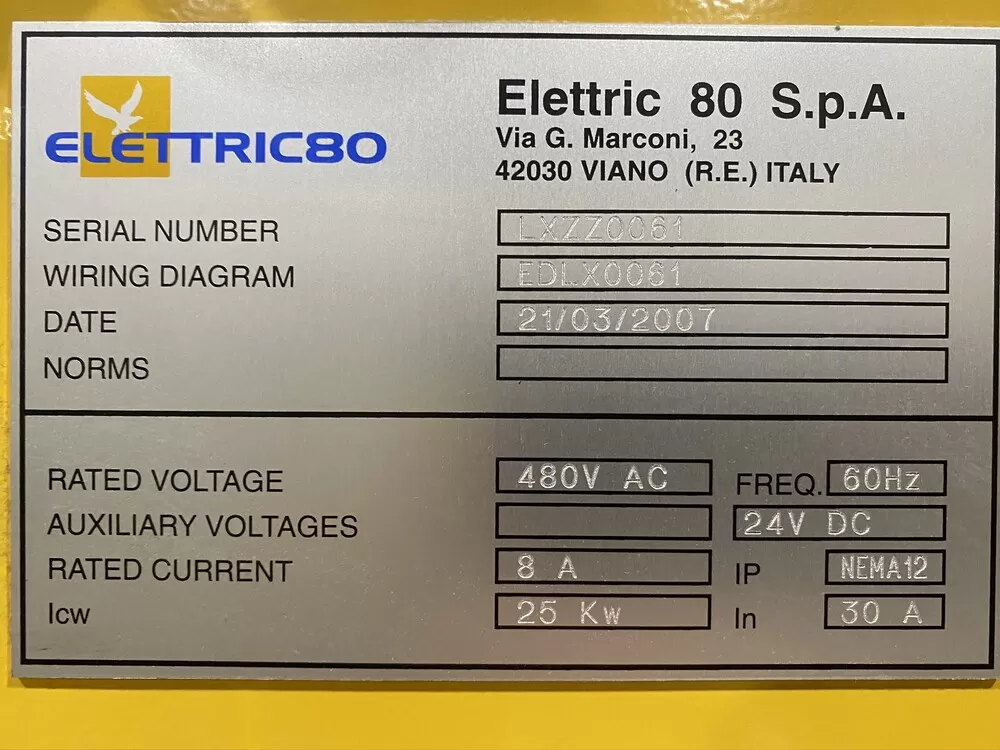 ELETTRIC80
Elettric 80 S.p.A.
Via G. Marconi, 23
42030 VIANO (R.E.) ITALY
SERIAL NUMBER LXZZ0061
WIRING DIAGRAM EDLX0061
DATE 21/03/2007
NORMS
RATED VOLTAGE 480V AC FREQ. 60Hz
AUXILIARY VOLTAGES 24V DC
RATED CURRENT 8 A IP NEMA12
Icw 25 Kw In 30 A